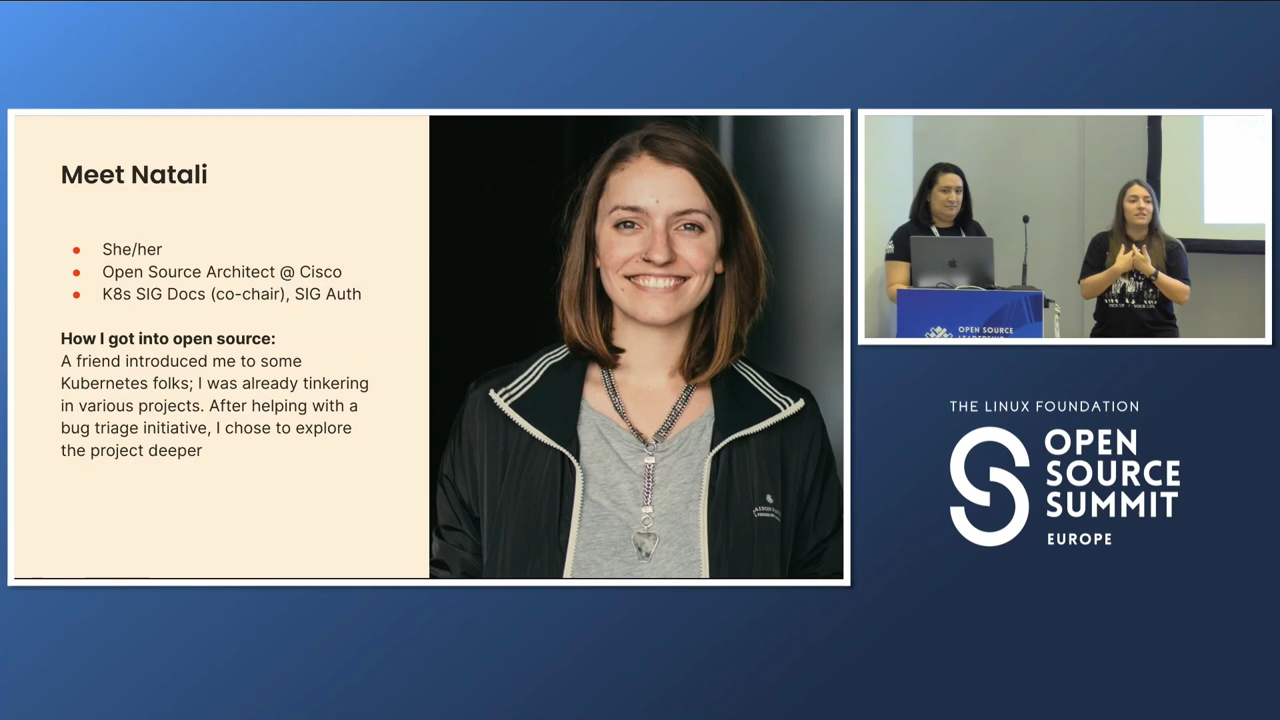 Meet Natali
She/her
Open Source Architect @ Cisco
K8s SIG Docs (co-chair), SIG Auth
How I got into open source:
A friend introduced me to some
Kubernetes folks; I was already tinkering
in various projects. After helping with a
bug triage initiative, I chose to explore
the project deeper
OPEN SOURCE
THE LINUX FOUNDATION
OPEN
SOURCE
SUMMIT
EUROPE